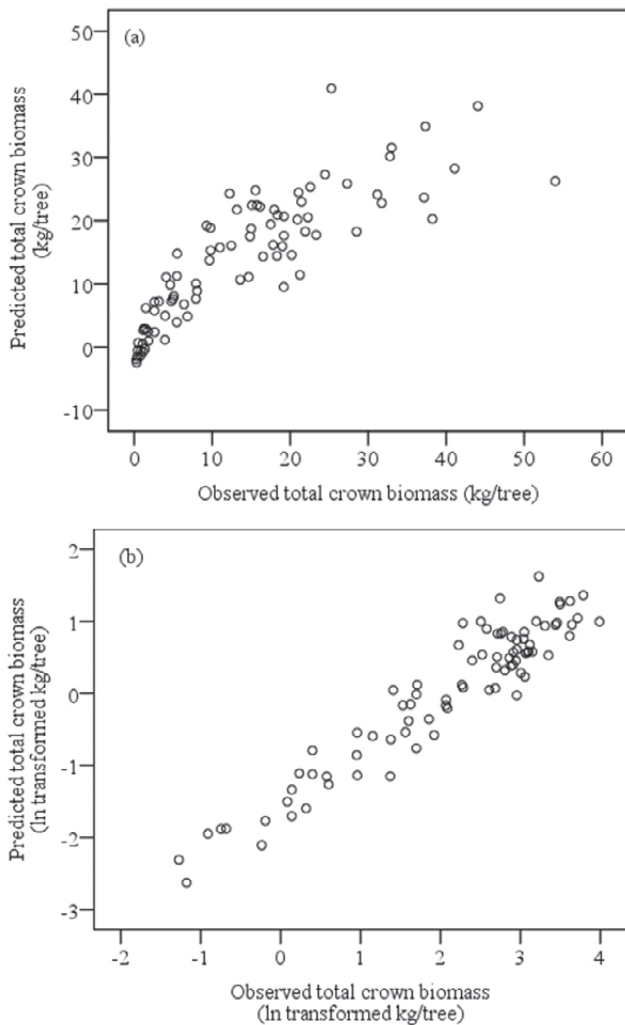 (a)
Predicted total crown biomass
(kg/tree)
50
40
30
20
10
0
-10
0 10 20 30 40 50 60
Observed total crown biomass (kg/tree)
(b)
Predicted total crown biomass
(ln transformed kg/tree)
2
1
0
-1
-2
-3
-2 -1 0 1 2 3 4
Observed total crown biomass
(ln transformed kg/tree)